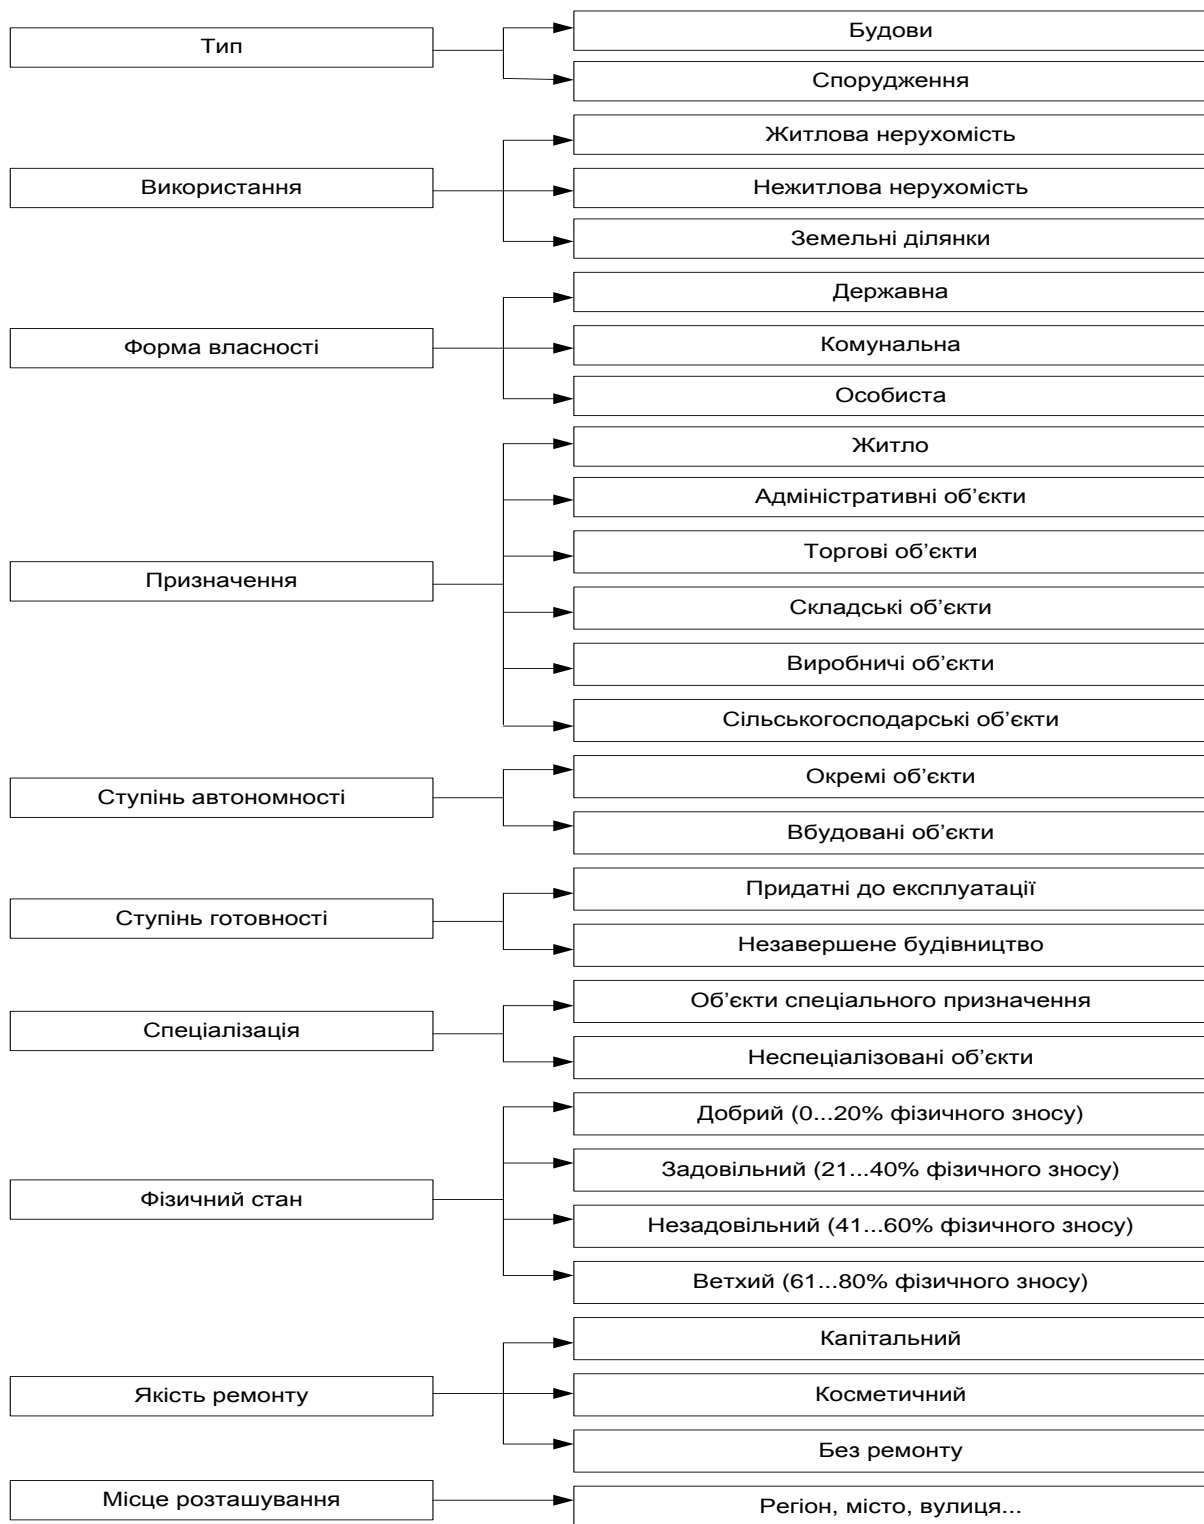 Тип
Будови
Спорудження
Використання
Житлова нерухомість
Нежитлова нерухомість
Земельні ділянки
Форма власності
Державна
Комунальна
Особиста
Призначення
Житло
Адміністративні об’єкти
Торгові об’єкти
Складські об’єкти
Виробничі об’єкти
Сільськогосподарські об’єкти
Ступінь автономності
Окремі об’єкти
Вбудовані об’єкти
Ступінь готовності
Придатні до експлуатації
Незавершене будівництво
Спеціалізація
Об’єкти спеціального призначення
Неспеціалізовані об’єкти
Фізичний стан
Добрий (0...20% фізичного зносу)
Задовільний (21...40% фізичного зносу)
Незадовільний (41...60% фізичного зносу)
Ветхий (61...80% фізичного зносу)
Якість ремонту
Капітальний
Косметичний
Без ремонту
Місце розташування
Регіон, місто, вулиця...